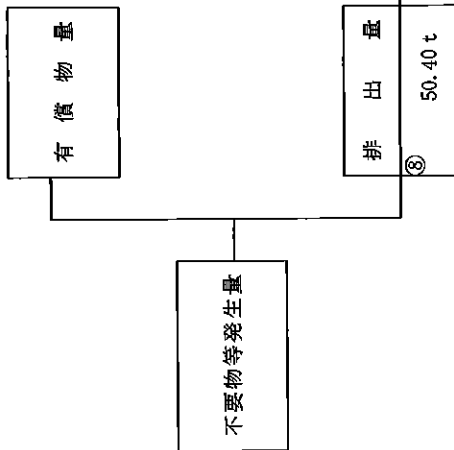 有償物量
排出量
⑧
50.40 t
不要物等発生量